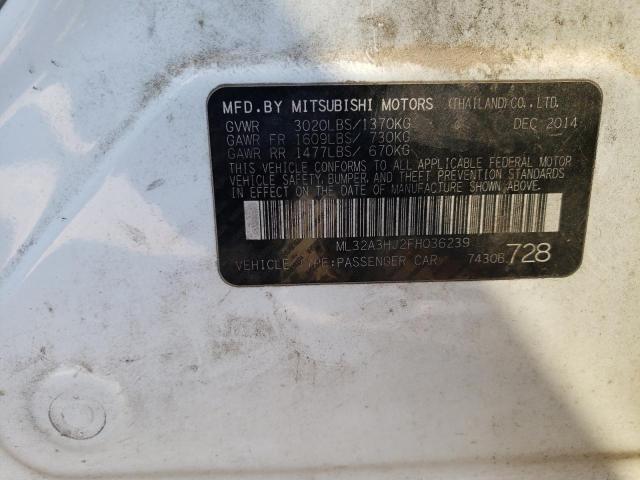 MFD.BY MITSUBISHI MOTORS (THAILAND)CO.,LTD.
GVWR 3020LBS/1370KG DEC 2014
GAWR FR 1609LBS/ 730KG
GAWR RR 1477LBS/ 670KG
THIS VEHICLE CONFORMS TO ALL APPLICABLE FEDERAL MOTOR
VEHICLE SAFETY, BUMPER, AND THEFT PREVENTION STANDARDS
IN EFFECT ON THE DATE OF MANUFACTURE SHOWN ABOVE.
ML32A3HJ2FH036239
VEHICLE TYPE:PASSENGER CAR 7430B728